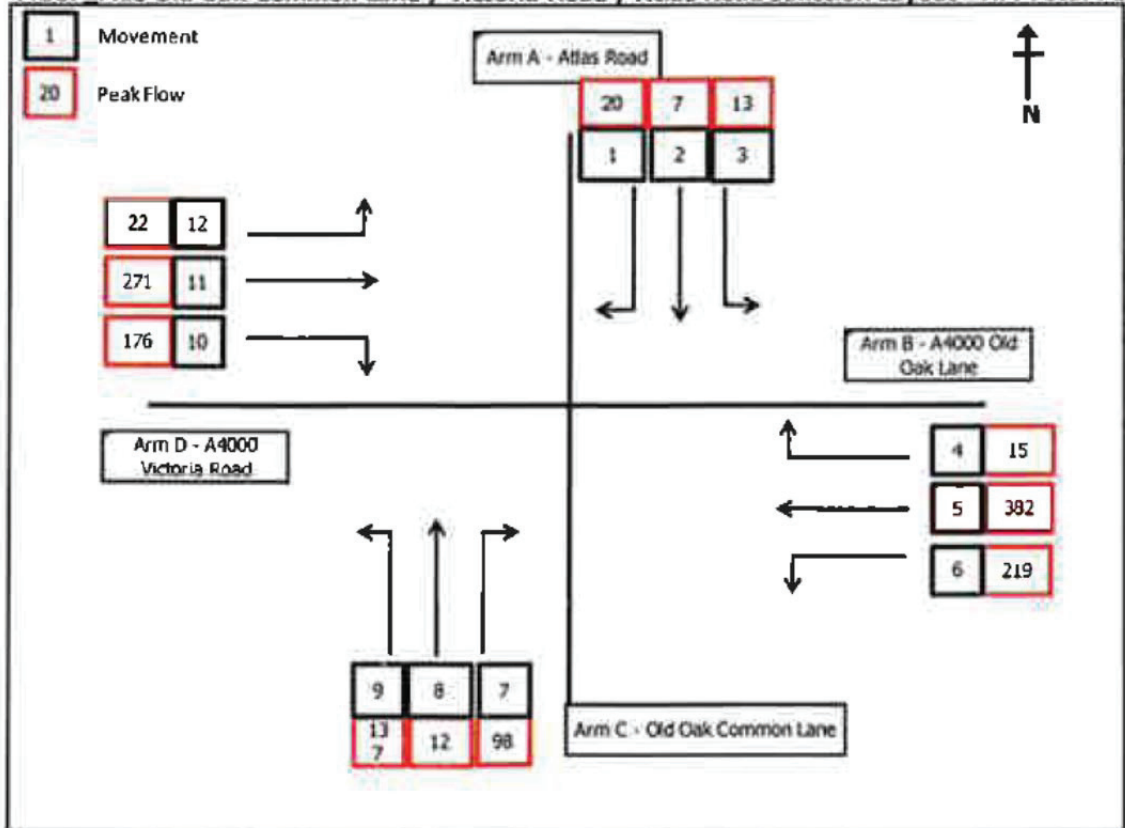 1 Movement
20 Peak Flow
Arm A - Atlas Road
N
20 7 13
1 2 3
22 12
271 11
176 10
Arm B - A4000 Old
Oak Lane
Arm D - A4000
Victoria Road
4 15
5 382
6 219
9 8 7
13
7 12 98
Arm C - Old Oak Common Lane